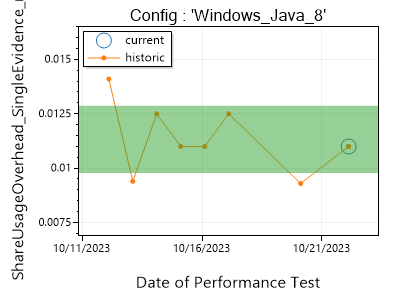 Config : 'Windows_Java_8'
current
historic
ShareUsageOverhead_SingleEvidence_
0.015
0.0125
0.01
0.0075
10/11/2023
10/16/2023
10/21/2023
Date of Performance Test